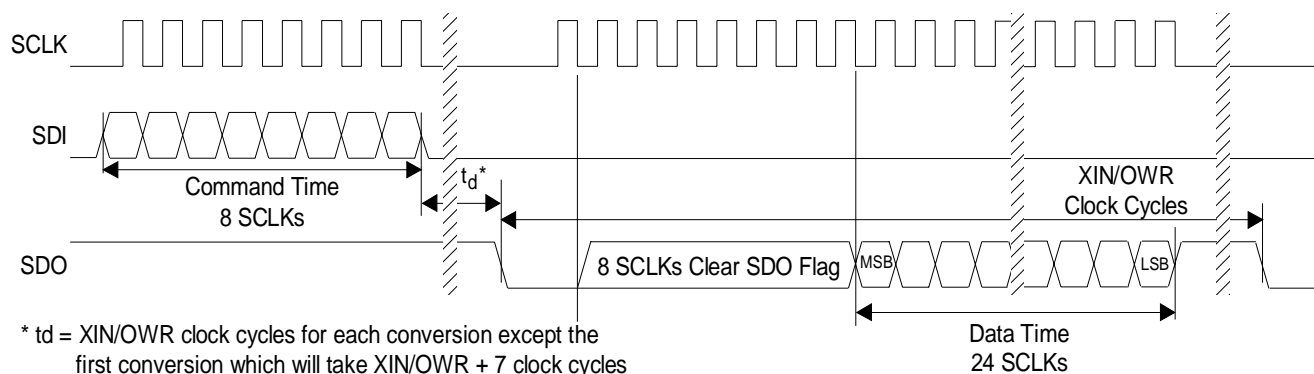 SCLK
SDI
Command Time
8 SCLKs
td*
XIN/OWR
Clock Cycles
SDO
8 SCLKs Clear SDO Flag
MSB
LSB
* td = XIN/OWR clock cycles for each conversion except the
first conversion which will take XIN/OWR + 7 clock cycles
Data Time
24 SCLKs